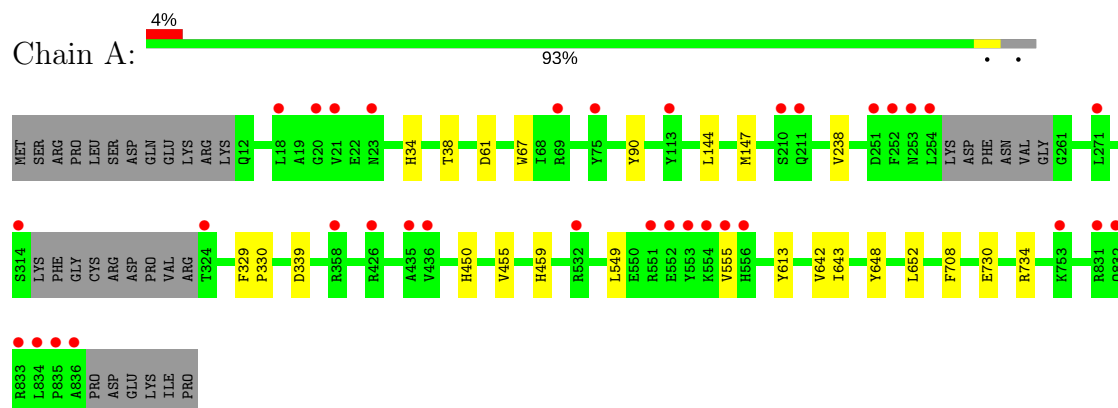 4%
Chain A:
93%
MET SER ARG PRO LEU SER ASP GLN GLU LYS ARG LYS Q12 L18 A19 G20 V21 E22 N23 H34 T38 D61 W67 I68 R69 Y75 Y90 Y113 L144 M147 S210 Q211 V238 D251 F252 N253 L254 LYS ASP PHE ASN VAL GLY G261 L271
S314 LYS PHE GLY CYS ARG ASP PRO VAL ARG T324 F329 P330 D339 R358 R426 A435 V436 H450 V455 H459 R532 L549 E550 R551 E552 Y553 K554 V555 H556 Y613 V642 I643 Y648 L652 F708 E730 R734 K753 R831
R833 L834 P835 A836 PRO ASP GLU LYS ILE PRO